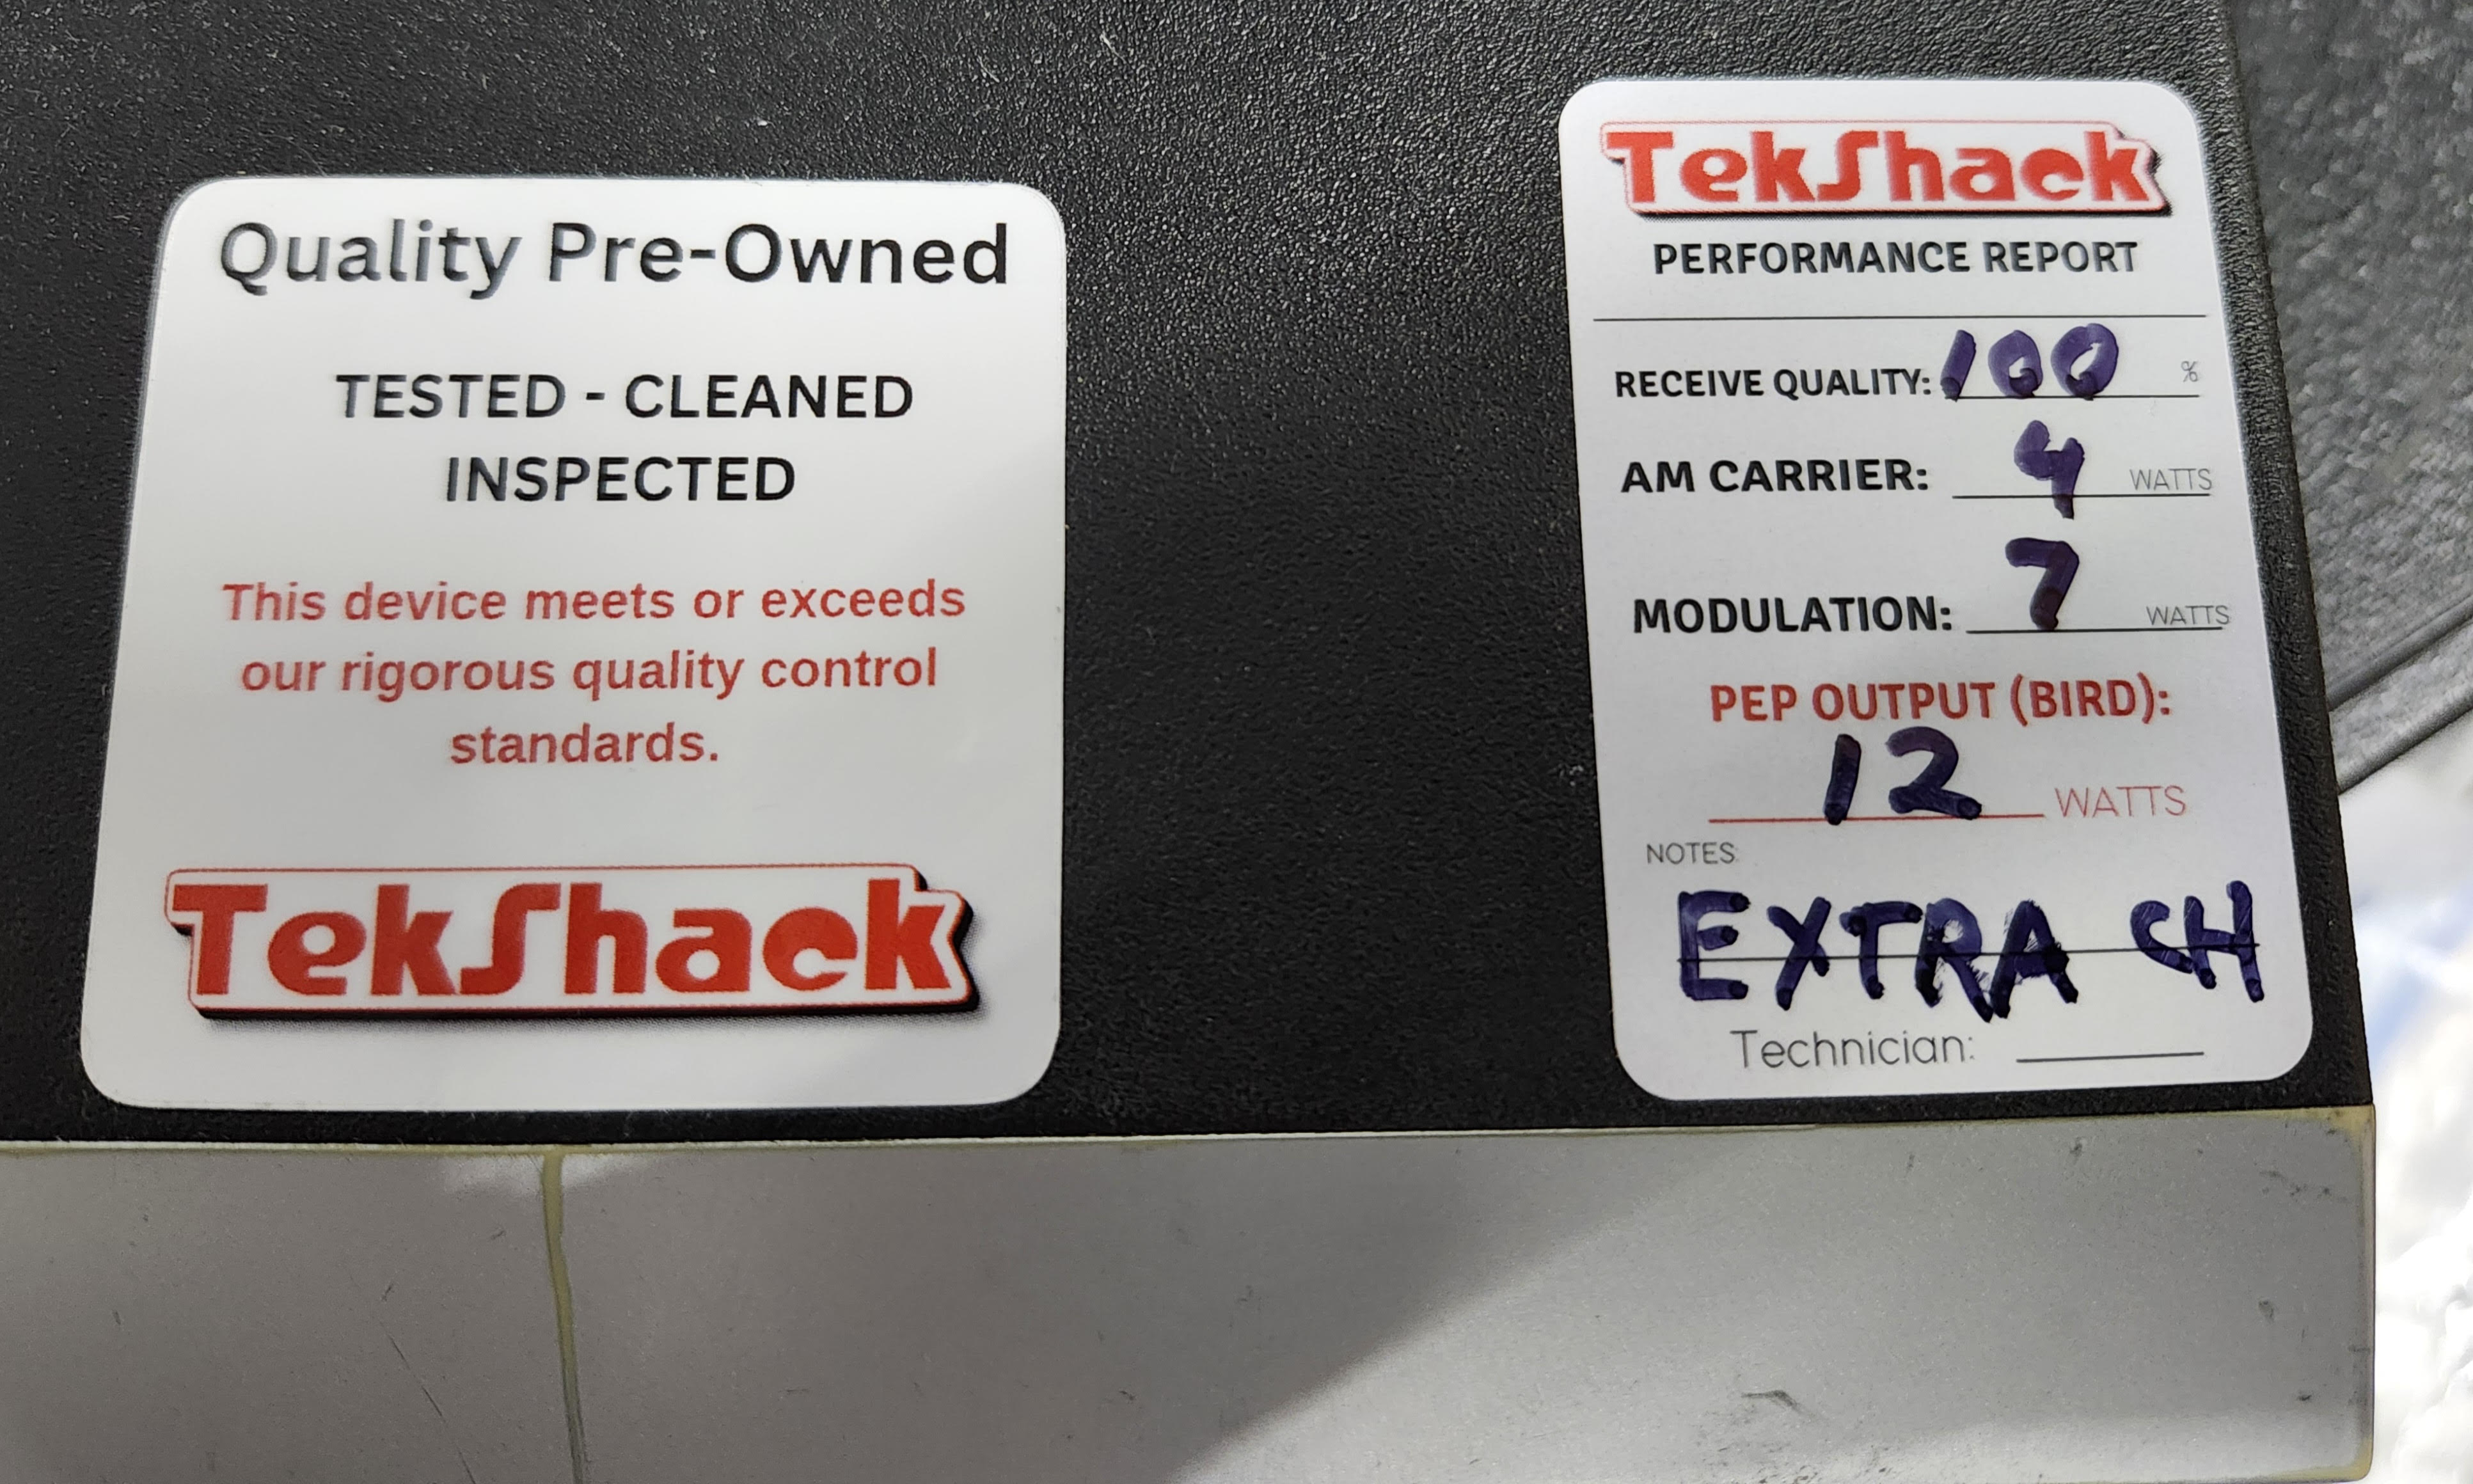 Quality Pre-Owned
TESTED - CLEANED
INSPECTED
This device meets or exceeds
our rigorous quality control
standards.
TekShack
TekShack
PERFORMANCE REPORT
RECEIVE QUALITY: 100 %
AM CARRIER: 4 WATTS
MODULATION: 7 WATTS
PEP OUTPUT (BIRD):
12 WATTS
NOTES:
EXTRA CH
Technician: